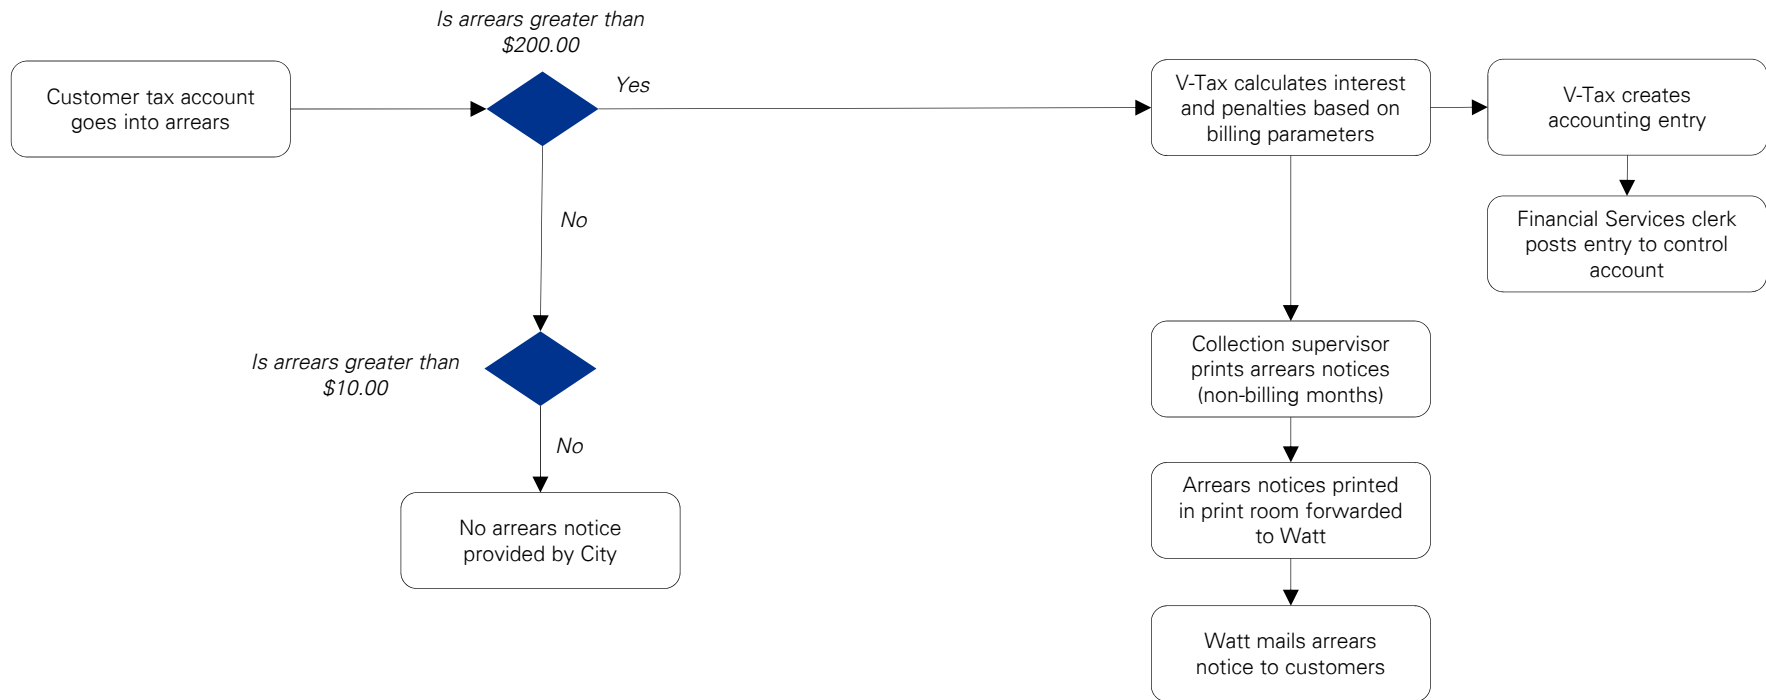 Is arrears greater than
$200.00
Customer tax account
goes into arrears
Yes
V-Tax calculates interest
and penalties based on
billing parameters
V-Tax creates
accounting entry
No
Financial Services clerk
posts entry to control
account
Is arrears greater than
$10.00
Collection supervisor
prints arrears notices
(non-billing months)
No
No arrears notice
provided by City
Arrears notices printed
in print room forwarded
to Watt
Watt mails arrears
notice to customers